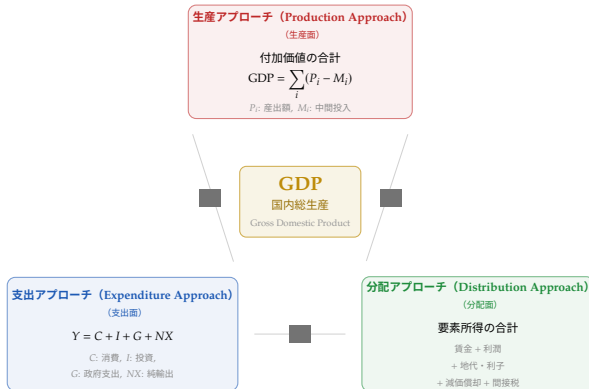 生産アプローチ（Production Approach）
（生産面）
付加価値の合計
GDP = ∑_i (P_i − M_i)
P_i: 産出額, M_i: 中間投入
GDP
国内総生産
Gross Domestic Product
支出アプローチ（Expenditure Approach）
（支出面）
Y = C + I + G + NX
C: 消費, I: 投資,
G: 政府支出, NX: 純輸出
分配アプローチ（Distribution Approach）
（分配面）
要素所得の合計
賃金 + 利潤
+ 地代・利子
+ 減価償却 + 間接税